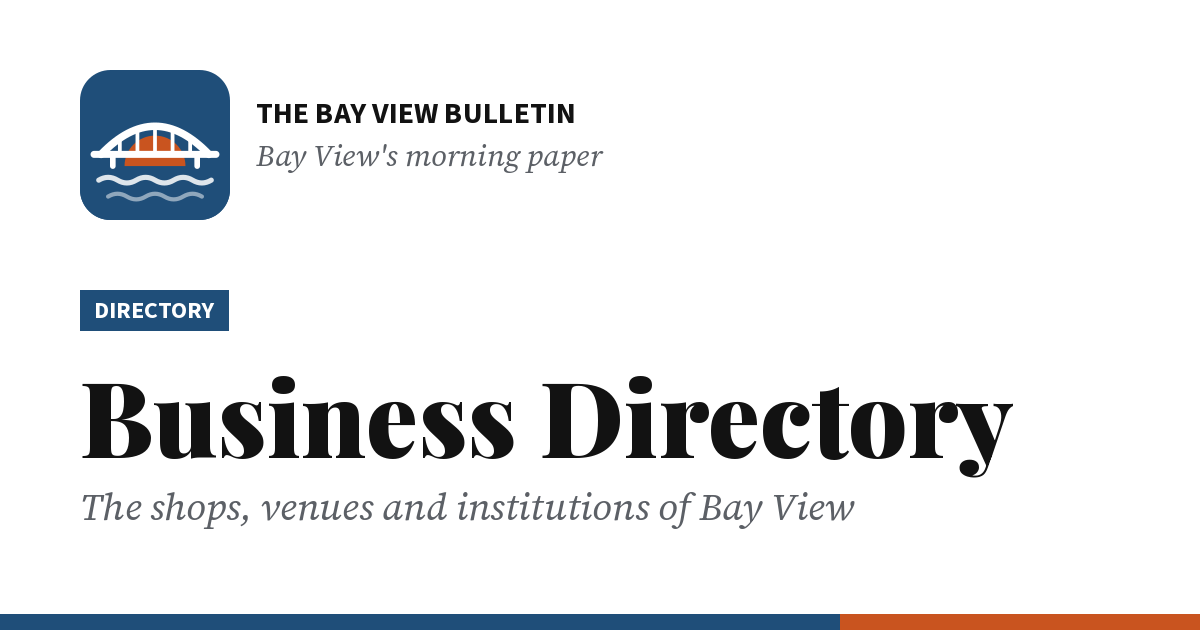 THE BAY VIEW BULLETIN
Bay View's morning paper
DIRECTORY
Business Directory
The shops, venues and institutions of Bay View